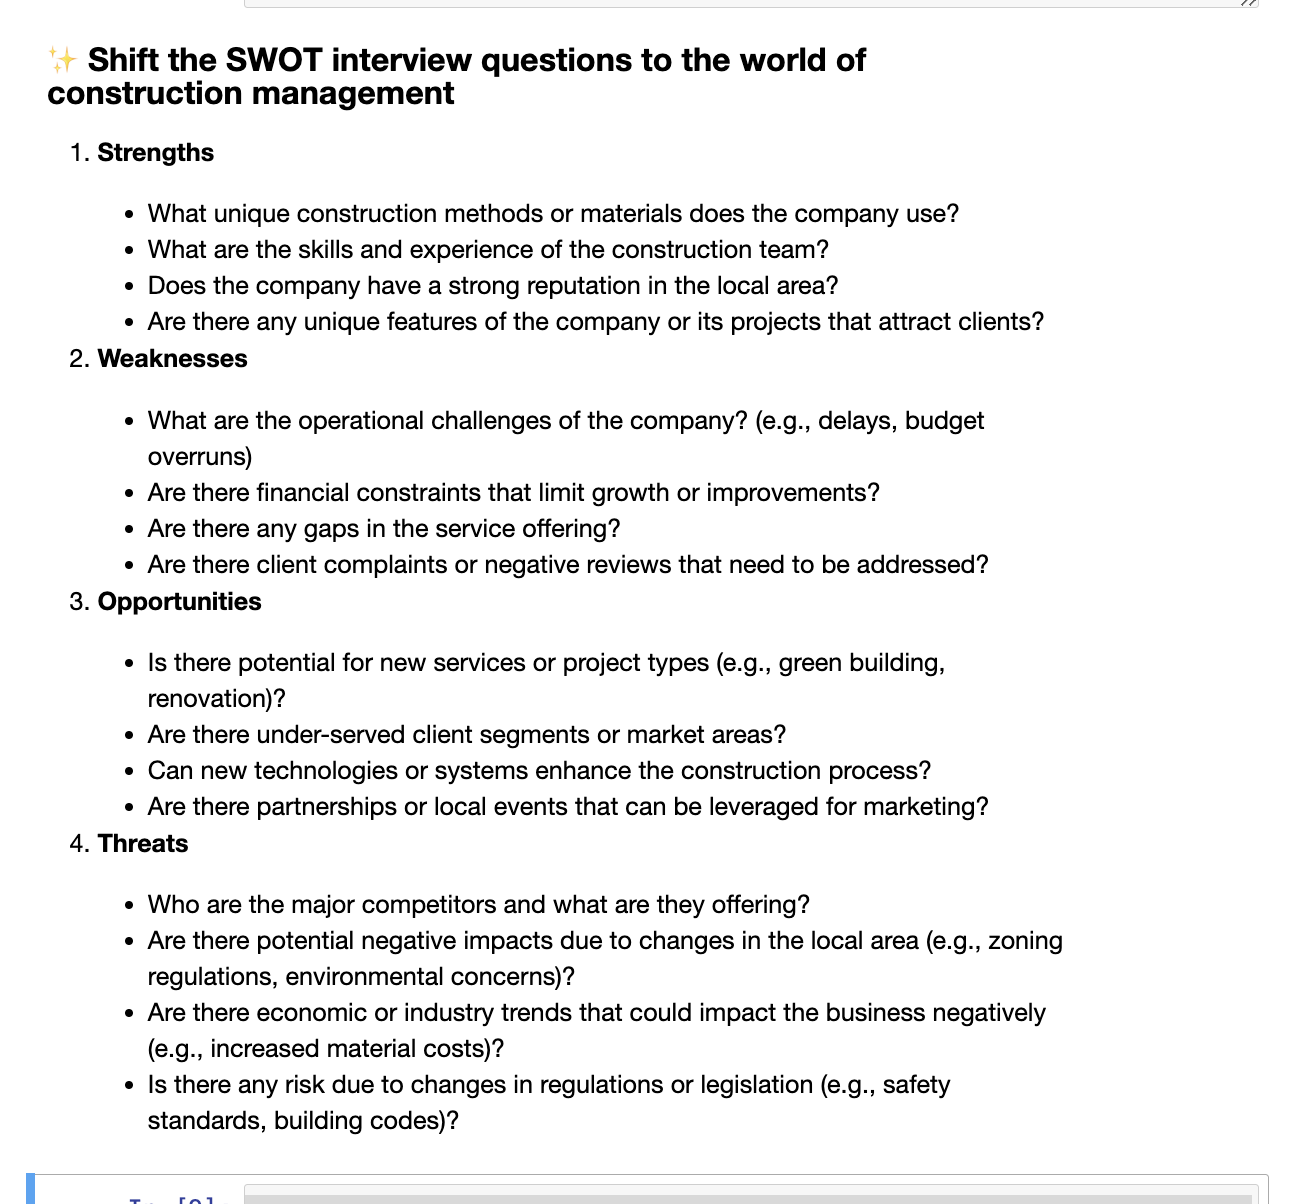 ✨ Shift the SWOT interview questions to the world of
construction management
1. Strengths
• What unique construction methods or materials does the company use?
• What are the skills and experience of the construction team?
• Does the company have a strong reputation in the local area?
• Are there any unique features of the company or its projects that attract clients?
2. Weaknesses
• What are the operational challenges of the company? (e.g., delays, budget
overruns)
• Are there financial constraints that limit growth or improvements?
• Are there any gaps in the service offering?
• Are there client complaints or negative reviews that need to be addressed?
3. Opportunities
• Is there potential for new services or project types (e.g., green building,
renovation)?
• Are there under-served client segments or market areas?
• Can new technologies or systems enhance the construction process?
• Are there partnerships or local events that can be leveraged for marketing?
4. Threats
• Who are the major competitors and what are they offering?
• Are there potential negative impacts due to changes in the local area (e.g., zoning
regulations, environmental concerns)?
• Are there economic or industry trends that could impact the business negatively
(e.g., increased material costs)?
• Is there any risk due to changes in regulations or legislation (e.g., safety
standards, building codes)?